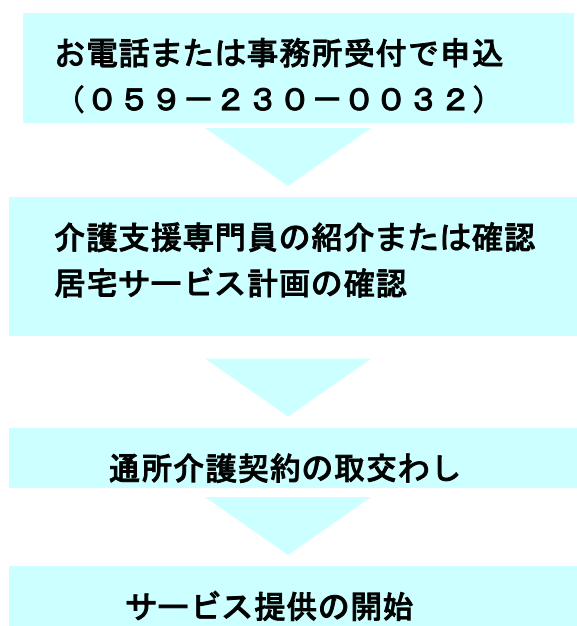 お電話または事務所受付で申込
（０５９－２３０－００３２）
介護支援専門員の紹介または確認
居宅サービス計画の確認
通所介護契約の取交わし
サービス提供の開始